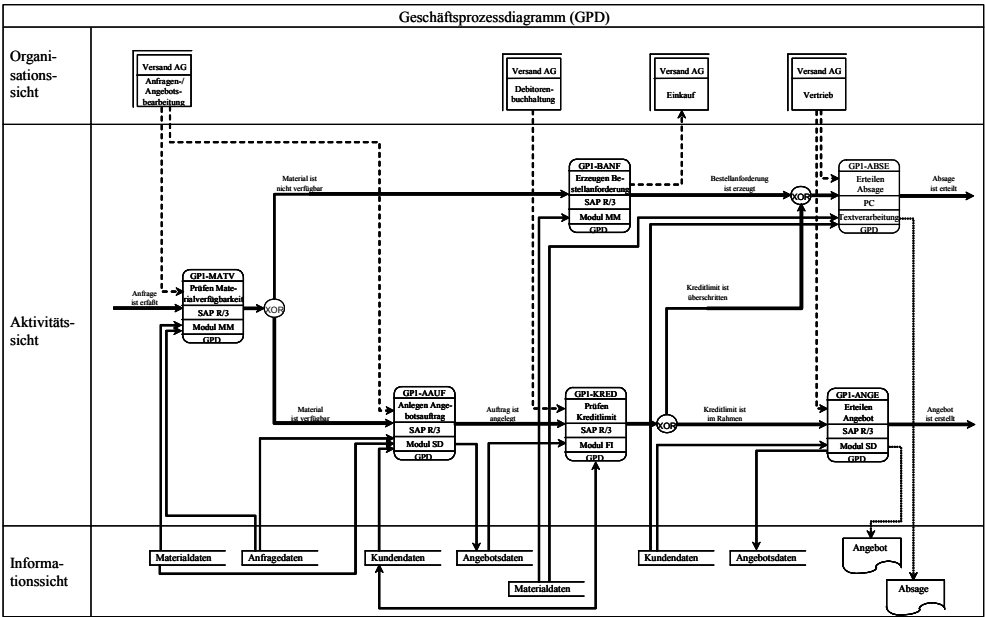 Geschäftsprozessdiagramm (GPD)
Organi-
sations-
sicht
Versand AG
Anfragen-/
Angebots-
bearbeitung
Versand AG
Debitoren-
buchhaltung
Versand AG
Einkauf
Versand AG
Vertrieb
Aktivitäts-
sicht
Anfrage
ist erfaßt
GP1-MATV
Prüfen Mate-
rialverfügbarkeit
SAP R/3
Modul MM
GPD
XOR
Material ist
nicht verfügbar
Material
ist verfügbar
GP1-BANF
Erzeugen Be-
stellanforderung
SAP R/3
Modul MM
GPD
Bestellanforderung
ist erzeugt
XOR
GP1-ABSE
Erteilen
Absage
PC
Textverarbeitung
GPD
Absage
ist erteilt
GP1-AAUF
Anlegen Ange-
botsauftrag
SAP R/3
Modul SD
GPD
Auftrag ist
angelegt
GP1-KRED
Prüfen
Kreditlimit
SAP R/3
Modul FI
GPD
XOR
Kreditlimit ist
überschritten
Kreditlimit ist
im Rahmen
GP1-ANGE
Erteilen
Angebot
SAP R/3
Modul SD
GPD
Angebot
ist erstellt
Informa-
tionssicht
Materialdaten
Anfragedaten
Kundendaten
Angebotsdaten
Materialdaten
Kundendaten
Angebotsdaten
Angebot
Absage